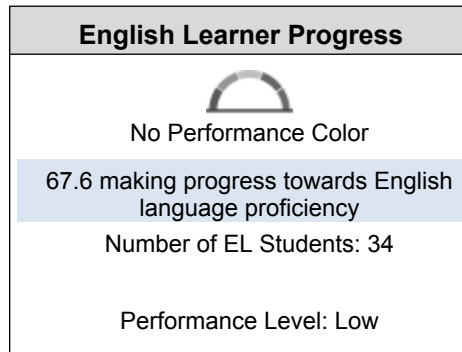 English Learner Progress
No Performance Color
67.6 making progress towards English
language proficiency
Number of EL Students: 34
Performance Level: Low